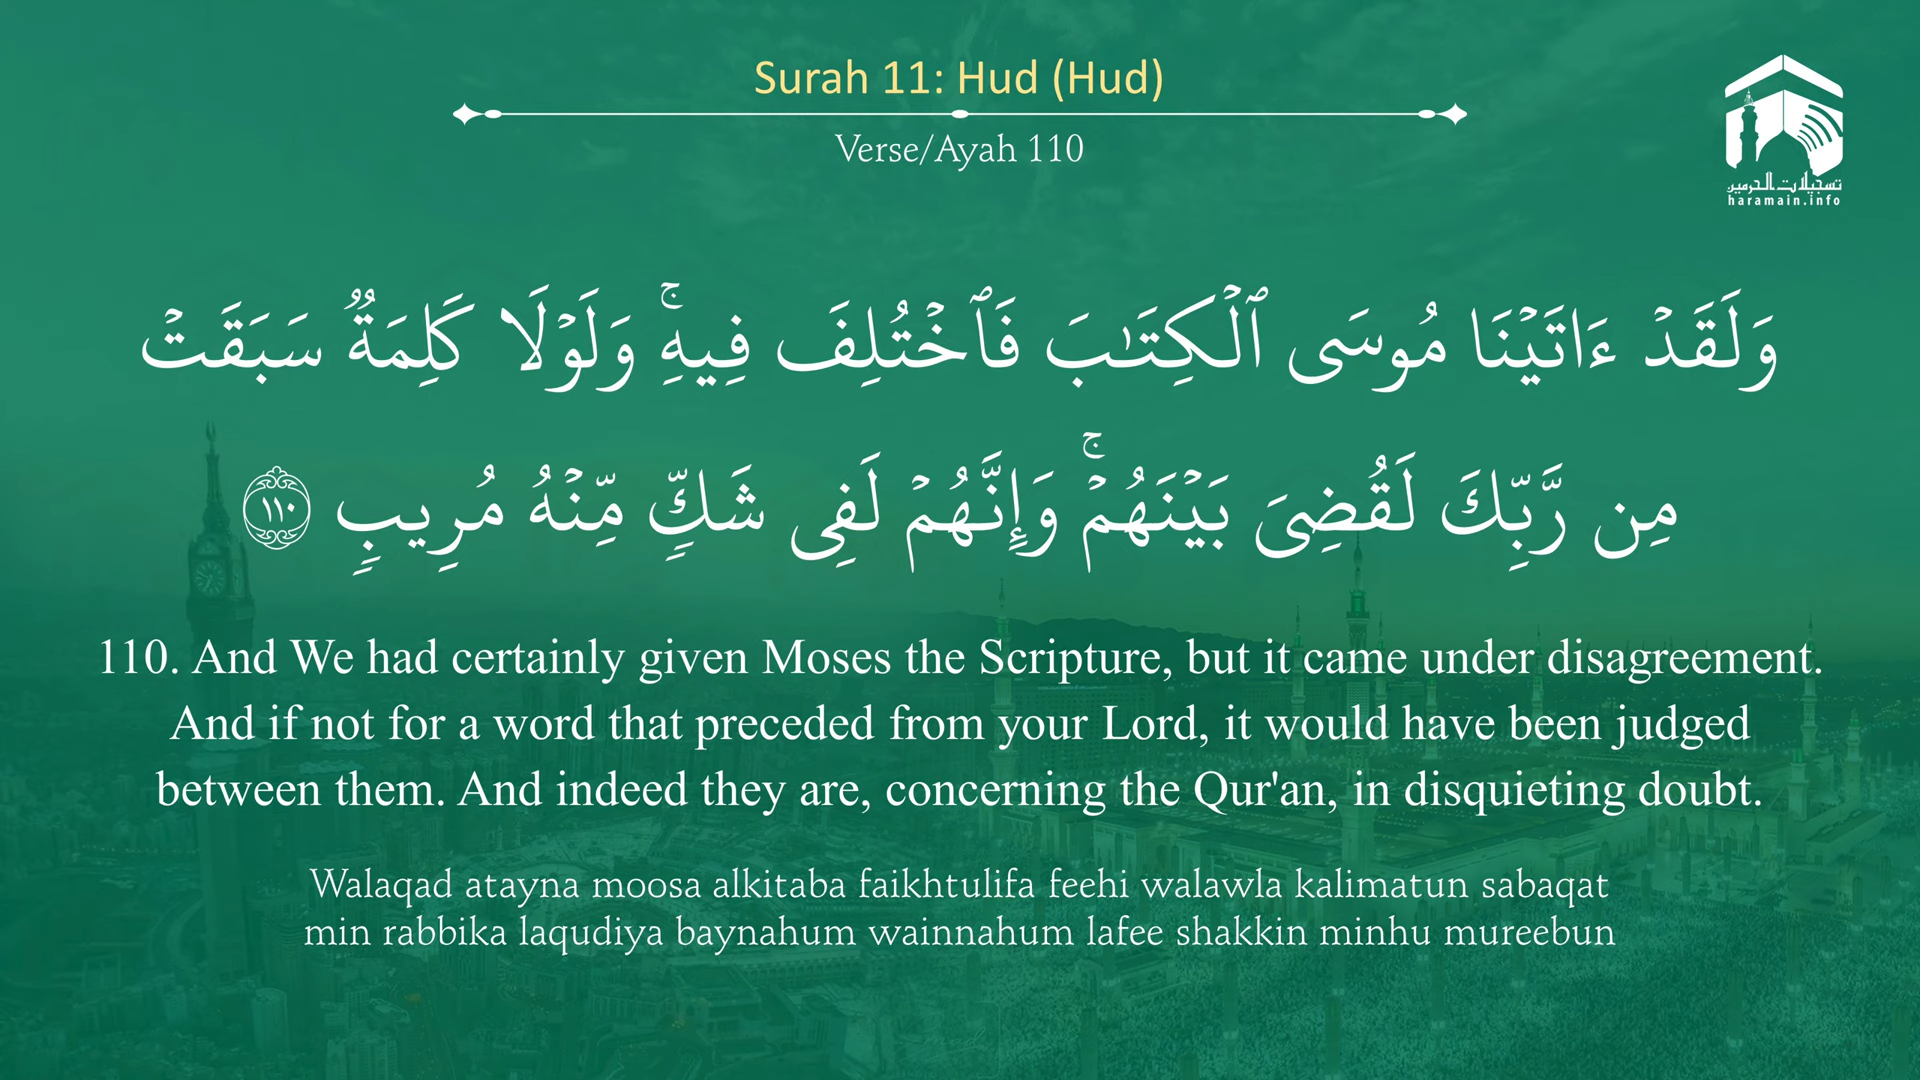 Surah 11: Hud (Hud)
Verse/Ayah 110
تسجيلات الحرمين
haramain.info
وَلَقَدۡ ءَاتَيۡنَا مُوسَى ٱلۡكِتَٰبَ فَٱخۡتُلِفَ فِيهِۚ وَلَوۡلَا كَلِمَةٞ سَبَقَتۡ
مِن رَّبِّكَ لَقُضِيَ بَيۡنَهُمۡۚ وَإِنَّهُمۡ لَفِي شَكّٖ مِّنۡهُ مُرِيبٖ ١١٠
110. And We had certainly given Moses the Scripture, but it came under disagreement.
And if not for a word that preceded from your Lord, it would have been judged
between them. And indeed they are, concerning the Qur'an, in disquieting doubt.
Walaqad atayna moosa alkitaba faikhtulifa feehi walawla kalimatun sabaqat
min rabbika laqudiya baynahum wainnahum lafee shakkin minhu mureebun